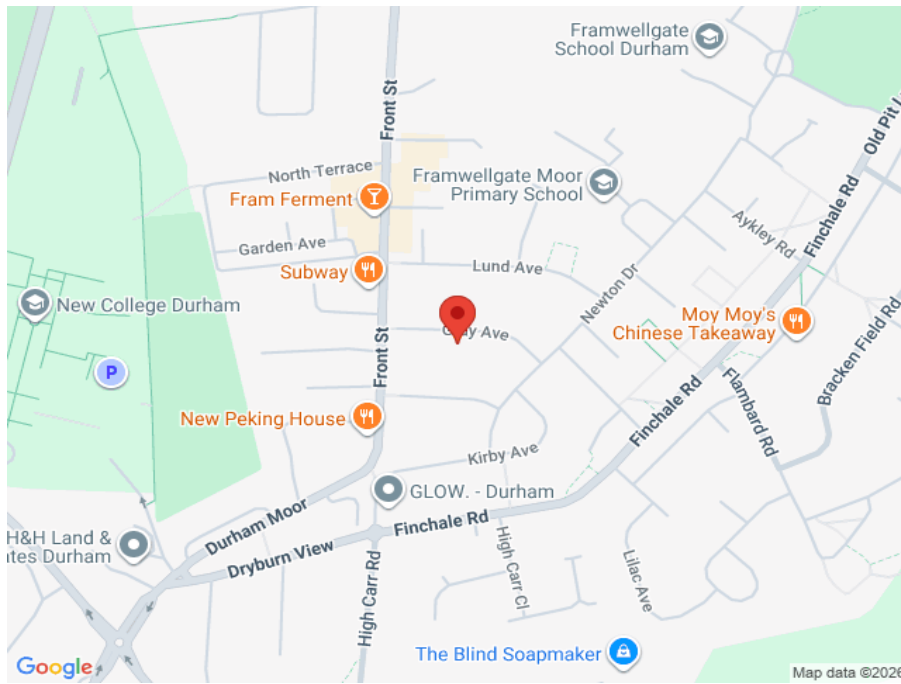 Framwellgate
School Durham
Front St
Old Pit L
North Terrace
Framwellgate Moor
Primary School
Fram Ferment
Finchale Rd
Aykley Rd
Garden Ave
Lund Ave
Subway
Newton Dr
New College Durham
Moy Moy's
Chinese Takeaway
Bracken Field Rd
Front St
P
Flambard Rd
Finchale Rd
New Peking House
Kirby Ave
GLOW. - Durham
Durham Moor
Finchale Rd
H&H Land &
ates Durham
Dryburn View
High Carr Rd
High Carr Cl
Lilac Ave
The Blind Soapmaker
Google
Map data ©2026